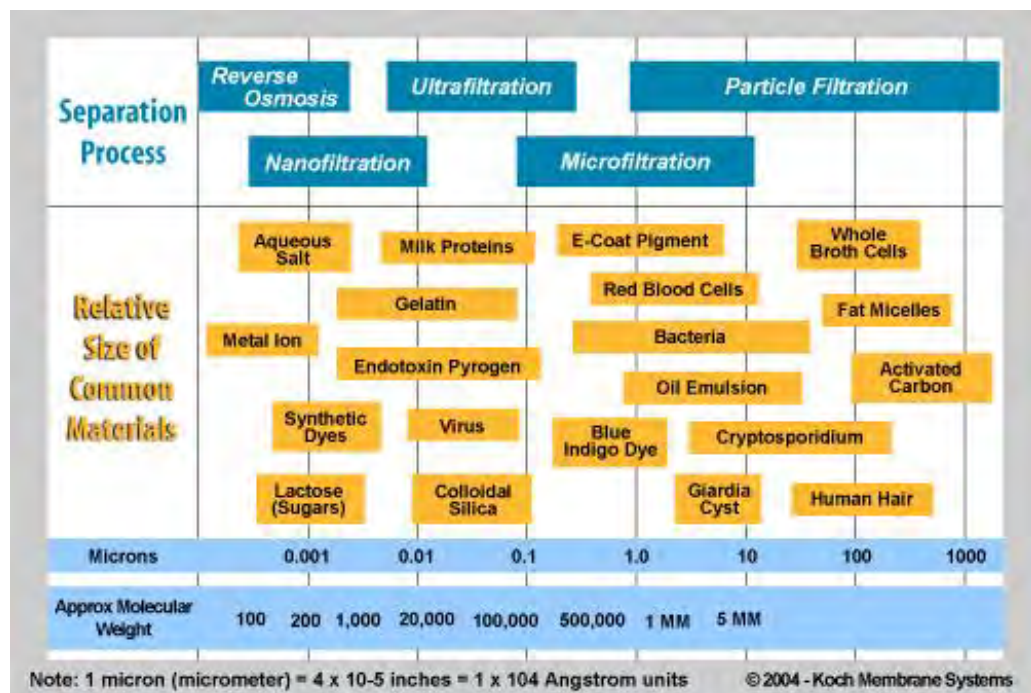 Separation
Process
Reverse
Osmosis
Ultrafiltration
Particle Filtration
Nanofiltration
Microfiltration
Relative
Size of
Common
Materials
Aqueous
Salt
Milk Proteins
E-Coat Pigment
Whole
Broth Cells
Gelatin
Red Blood Cells
Fat Micelles
Metal Ion
Bacteria
Endotoxin Pyrogen
Oil Emulsion
Activated
Carbon
Synthetic
Dyes
Virus
Blue
Indigo Dye
Cryptosporidium
Lactose
(Sugars)
Colloidal
Silica
Giardia
Cyst
Human Hair
Microns 0.001 0.01 0.1 1.0 10 100 1000
Approx Molecular
Weight
100 200 1,000 20,000 100,000 500,000 1 MM 5 MM
Note: 1 micron (micrometer) = 4 x 10-5 inches = 1 x 104 Angstrom units © 2004 - Koch Membrane Systems